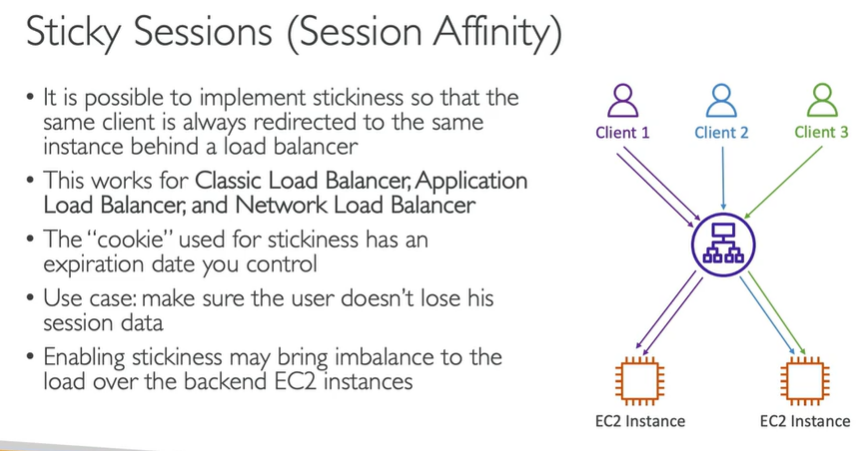 Sticky Sessions (Session Affinity)
• It is possible to implement stickiness so that the
same client is always redirected to the same
instance behind a load balancer
• This works for Classic Load Balancer, Application
Load Balancer, and Network Load Balancer
• The “cookie” used for stickiness has an
expiration date you control
• Use case: make sure the user doesn’t lose his
session data
• Enabling stickiness may bring imbalance to the
load over the backend EC2 instances
Client 1
Client 2
Client 3
EC2 Instance
EC2 Instance